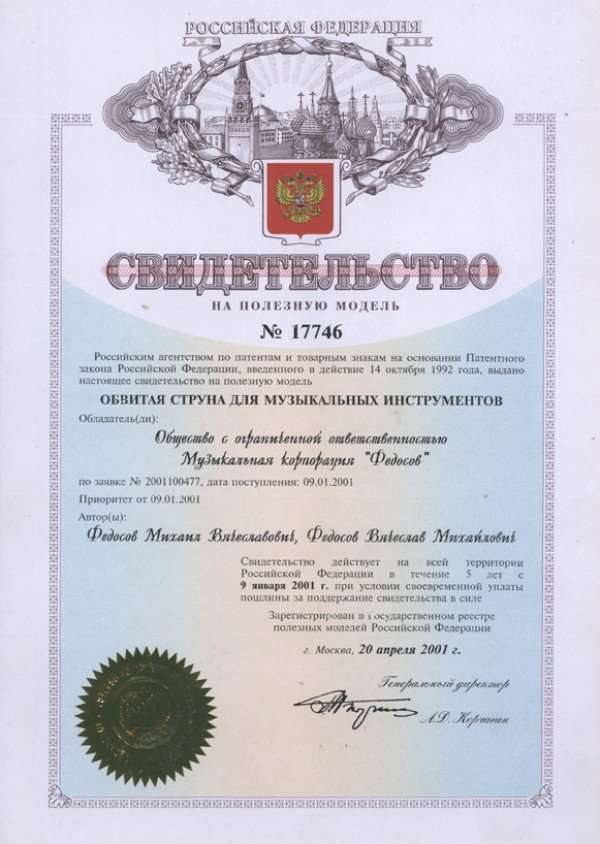 РОССИЙСКАЯ ФЕДЕРАЦИЯ
СВИДЕТЕЛЬСТВО
НА ПОЛЕЗНУЮ МОДЕЛЬ
№ 17746
Российским агентством по патентам и товарным знакам на основании Патентного
закона Российской Федерации, введенного в действие 14 октября 1992 года, выдано
настоящее свидетельство на полезную модель
ОБВИТАЯ СТРУНА ДЛЯ МУЗЫКАЛЬНЫХ ИНСТРУМЕНТОВ
Обладатель(ли):
Общество с ограниченной ответственностью
Музыкальная корпорация "Федосов"
по заявке № 2001100477, дата поступления: 09.01.2001
Приоритет от 09.01.2001
Автор(ы):
Федосов Михаил Вячеславович, Федосов Вячеслав Михайлович
Свидетельство действует на всей территории
Российской Федерации в течение 5 лет с
9 января 2001 г. при условии своевременной уплаты
пошлины за поддержание свидетельства в силе
Зарегистрирован в Государственном реестре
полезных моделей Российской Федерации
г. Москва, 20 апреля 2001 г.
Генеральный директор
А.Д. Корчагин